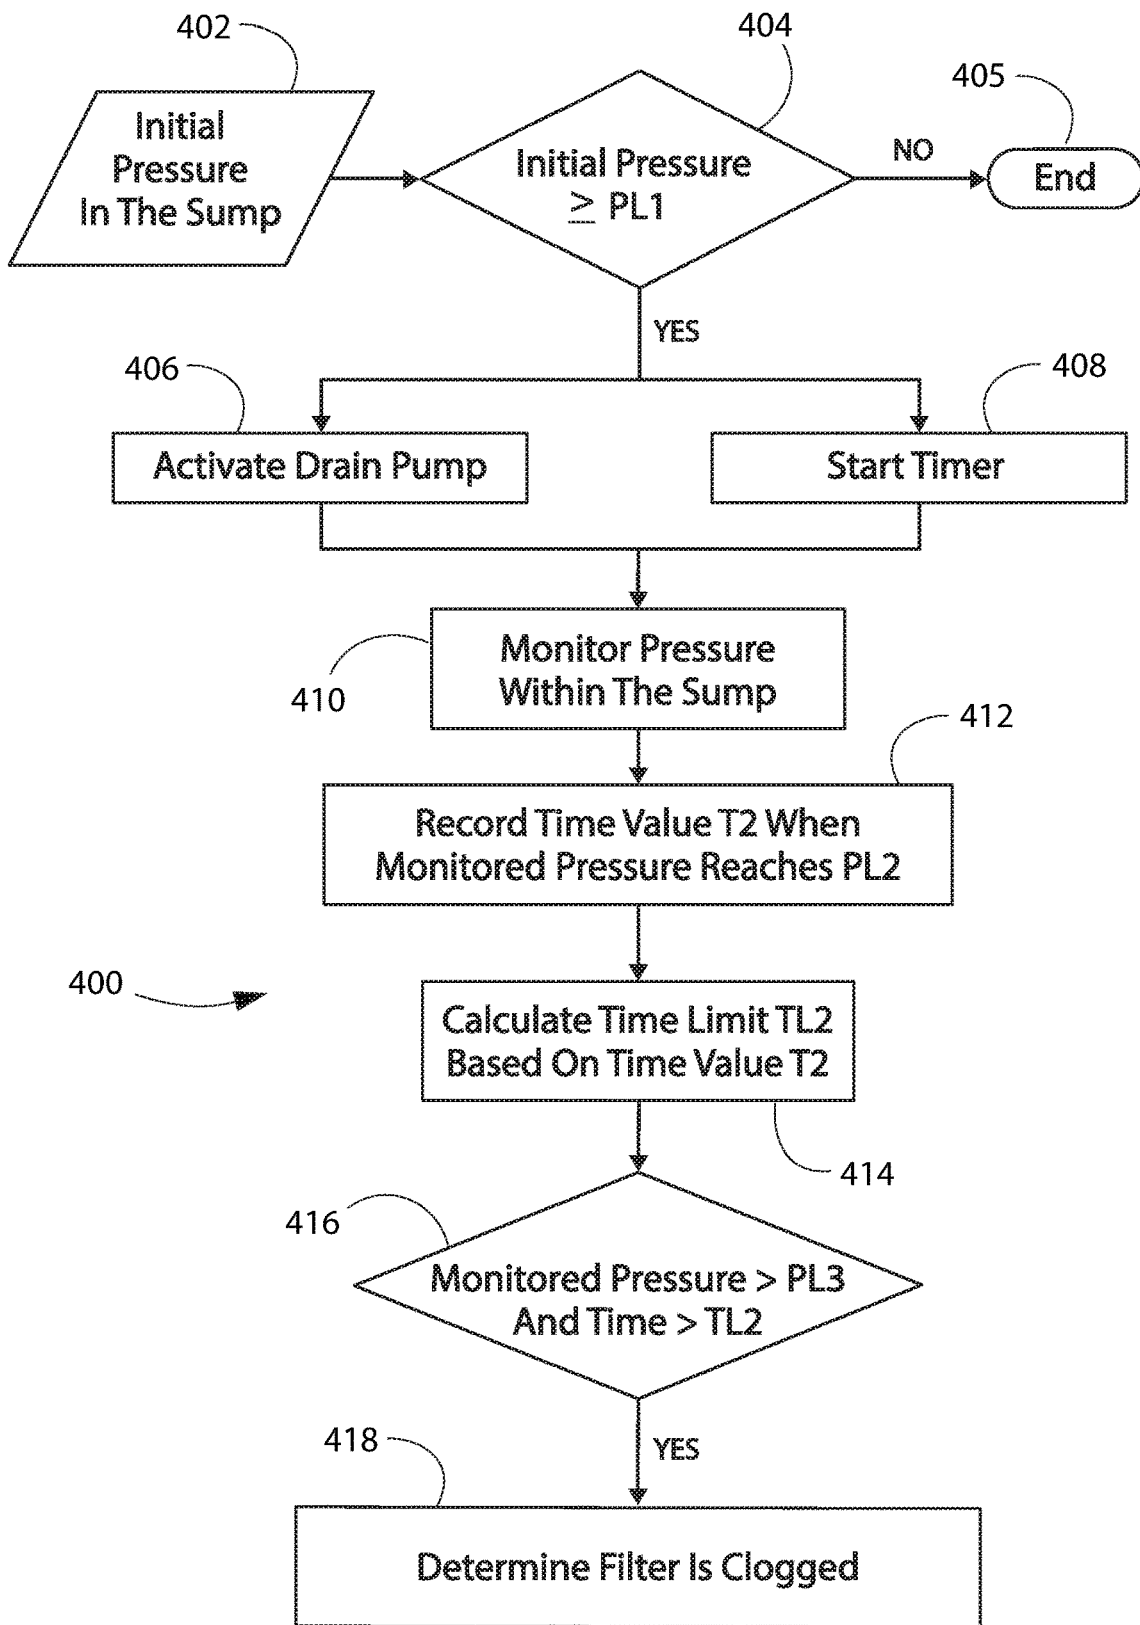 402
404
405
Initial
Pressure
In The Sump
Initial Pressure
≥ PL1
NO
End
YES
406
408
Activate Drain Pump
Start Timer
410
Monitor Pressure
Within The Sump
412
Record Time Value T2 When
Monitored Pressure Reaches PL2
400
Calculate Time Limit TL2
Based On Time Value T2
414
416
Monitored Pressure > PL3
And Time > TL2
YES
418
Determine Filter Is Clogged